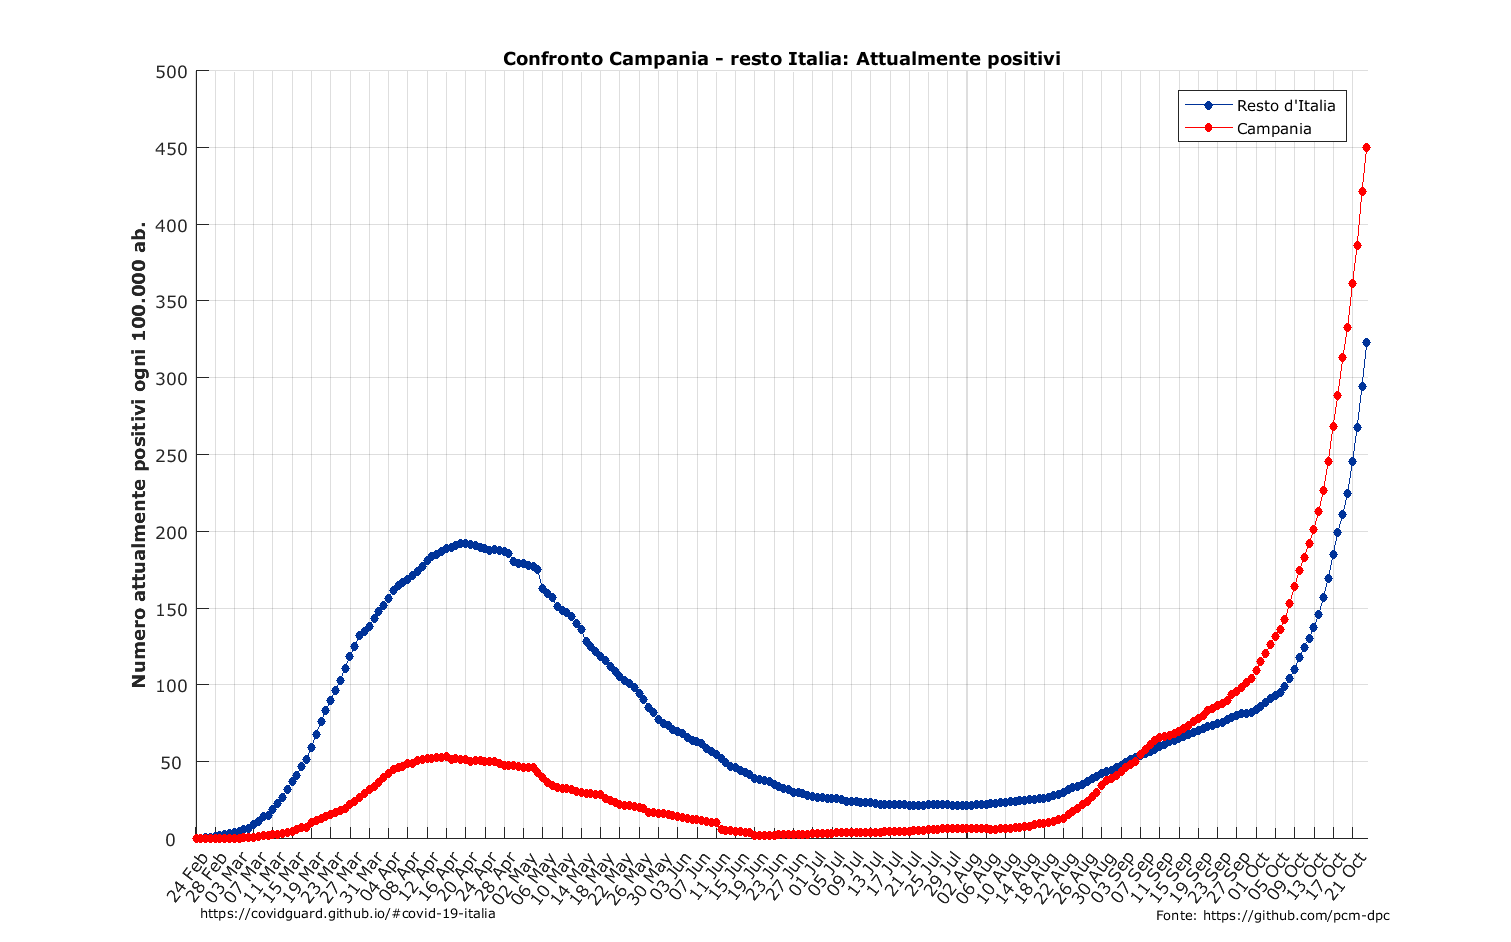 Confronto Campania - resto Italia: Attualmente positivi
Resto d'Italia
Campania
Numero attualmente positivi ogni 100.000 ab.
500
450
400
350
300
250
200
150
100
50
0
24 Feb
28 Feb
03 Mar
07 Mar
11 Mar
15 Mar
19 Mar
23 Mar
27 Mar
31 Mar
04 Apr
08 Apr
12 Apr
16 Apr
20 Apr
24 Apr
28 Apr
02 May
06 May
10 May
14 May
18 May
22 May
26 May
30 May
03 Jun
07 Jun
11 Jun
15 Jun
19 Jun
23 Jun
27 Jun
01 Jul
05 Jul
09 Jul
13 Jul
17 Jul
21 Jul
25 Jul
29 Jul
02 Aug
06 Aug
10 Aug
14 Aug
18 Aug
22 Aug
26 Aug
30 Aug
03 Sep
07 Sep
11 Sep
15 Sep
19 Sep
23 Sep
27 Sep
01 Oct
05 Oct
09 Oct
13 Oct
17 Oct
21 Oct
https://covidguard.github.io/#covid-19-italia
Fonte: https://github.com/pcm-dpc